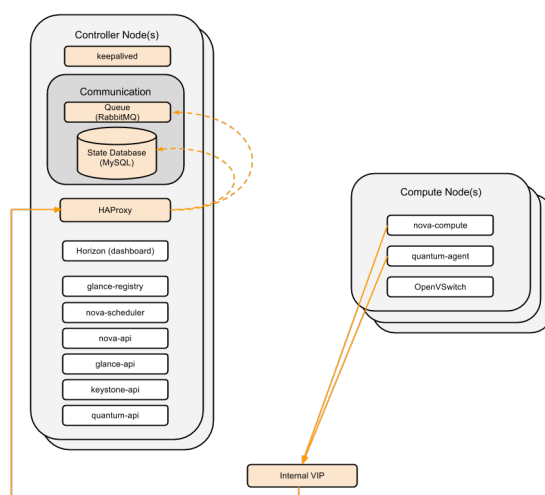 Controller Node(s)
keepalived
Communication
Queue
(RabbitMQ)
State Database
(MySQL)
HAProxy
Horizon (dashboard)
glance-registry
nova-scheduler
nova-api
glance-api
keystone-api
quantum-api
Compute Node(s)
nova-compute
quantum-agent
OpenVSwitch
Internal VIP